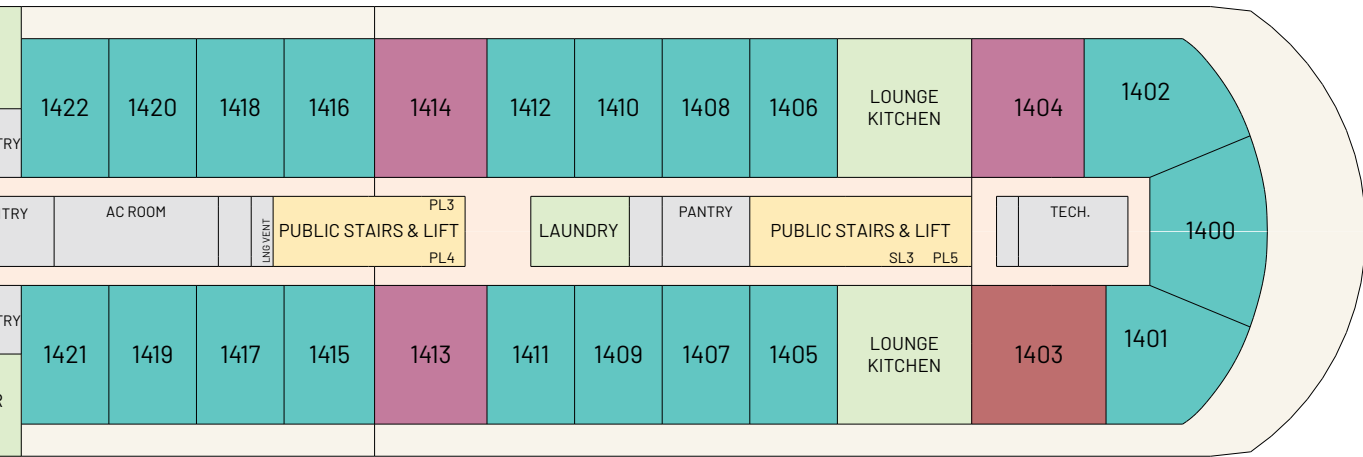 1422 1420 1418 1416 1414 1412 1410 1408 1406
LOUNGE
KITCHEN
1404
1402
TRY
TRY
AC ROOM
LNG VENT
PL3
PUBLIC STAIRS & LIFT
PL4
LAUNDRY
PANTRY
PUBLIC STAIRS & LIFT
SL3 PL5
TECH.
1400
TRY
1421 1419 1417 1415 1413 1411 1409 1407 1405
LOUNGE
KITCHEN
1403
1401
R